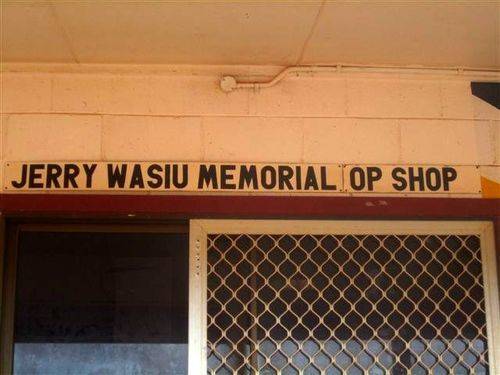 JERRY WASIU MEMORIAL OP SHOP